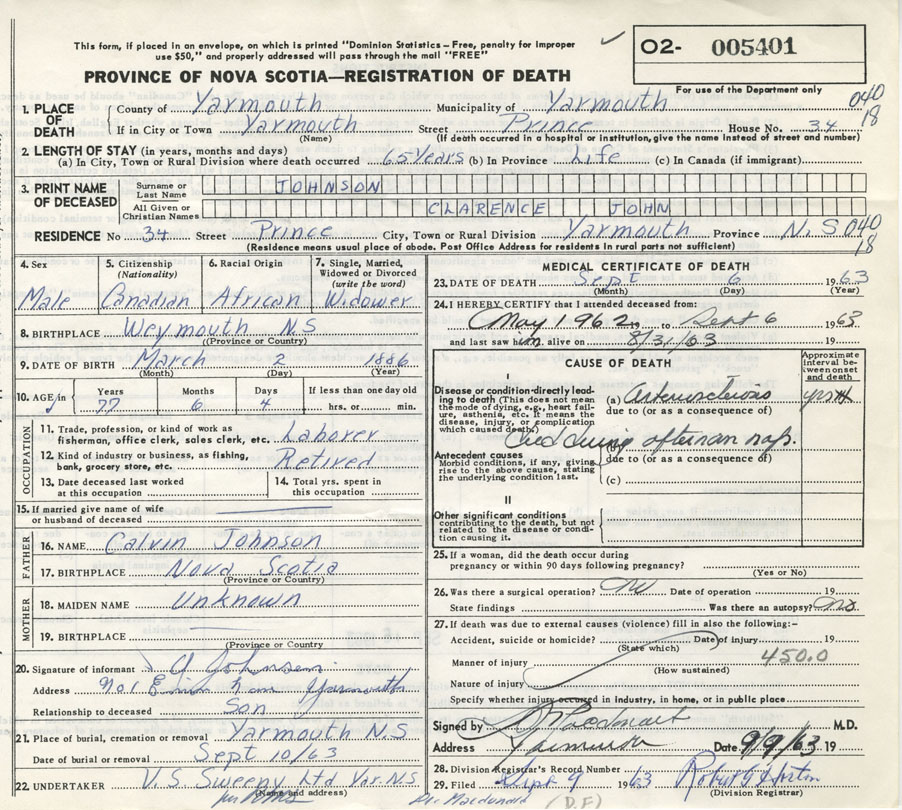 This form, if placed in an envelope, on which is printed "Dominion Statistics – Free, penalty for improper
use $50," and properly addressed will pass through the mail "FREE"
O2- 005401
PROVINCE OF NOVA SCOTIA—REGISTRATION OF DEATH
For use of the Department only
040
18
1. PLACE OF DEATH County of Yarmouth Municipality of Yarmouth
If in City or Town Yarmouth Street Prince House No. 34
(Name) (If death occurred in a hospital or institution, give the name instead of street and number)
2. LENGTH OF STAY (in years, months and days)
(a) In City, Town or Rural Division where death occurred 65 Years (b) In Province Life (c) In Canada (if immigrant)
3. PRINT NAME OF DECEASED Surname or Last Name JOHNSON
All Given or Christian Names CLARENCE JOHN
RESIDENCE No 34 Street Prince City, Town or Rural Division Yarmouth Province N.S 040
18
(Residence means usual place of abode. Post Office Address for residents in rural parts not sufficient)
4. Sex Male
5. Citizenship (Nationality) Canadian
6. Racial Origin African
7. Single, Married, Widowed or Divorced (write the word) Widower
8. BIRTHPLACE Weymouth N.S
(Province or Country)
9. DATE OF BIRTH March 2 1886
(Month) (Day) (Year)
10. AGE in Years 77 Months 6 Days 4 If less than one day old hrs. or min.
OCCUPATION
11. Trade, profession, or kind of work as fisherman, office clerk, sales clerk, etc. Laborer
12. Kind of industry or business, as fishing, bank, grocery store, etc. Retired
13. Date deceased last worked at this occupation
14. Total yrs. spent in this occupation
15. If married give name of wife or husband of deceased
FATHER
16. NAME Calvin Johnson
17. BIRTHPLACE Nova Scotia
(Province or Country)
MOTHER
18. MAIDEN NAME Unknown
19. BIRTHPLACE
(Province or Country)
20. Signature of informant Johnson
Address Yarmouth
Relationship to deceased Son
21. Place of burial, cremation or removal Yarmouth N.S
Date of burial or removal Sept 10/63
22. UNDERTAKER V.S. Sweeny Ltd Yar. N.S
(Name and address)
MEDICAL CERTIFICATE OF DEATH
23. DATE OF DEATH Sept 6 1963
(Month) (Day) (Year)
24. I HEREBY CERTIFY that I attended deceased from:
May 1962 19 to Sept 6 1963
and last saw him alive on 8/31/63 19
CAUSE OF DEATH
Approximate interval between onset and death
I
Disease or condition directly leading to death (This does not mean the mode of dying, e.g., heart failure, asthenia, etc. It means the disease, injury, or complication which caused death)
(a) yrs
due to (or as a consequence of)
Died during afternoon nap.
Antecedent causes
Morbid conditions, if any, giving rise to the above cause, stating the underlying condition last.
(b)
due to (or as a consequence of)
(c)
II
Other significant conditions
contributing to the death, but not related to the disease or condition causing it.
25. If a woman, did the death occur during
pregnancy or within 90 days following pregnancy?
(Yes or No)
26. Was there a surgical operation? no Date of operation 19
State findings Was there an autopsy? no
27. If death was due to external causes (violence) fill in also the following:-
Accident, suicide or homicide? Date of injury 19
(State which)
Manner of injury 450.0
(How sustained)
Nature of injury
Specify whether injury occurred in industry, in home, or in public place
Signed by M.D.
Address Yarmouth Date 9/9/63 19
28. Division Registrar's Record Number
29. Filed Sept 9 1963 Robert G Horton
(Division Registrar)
Dr. Macdonald (D.F)